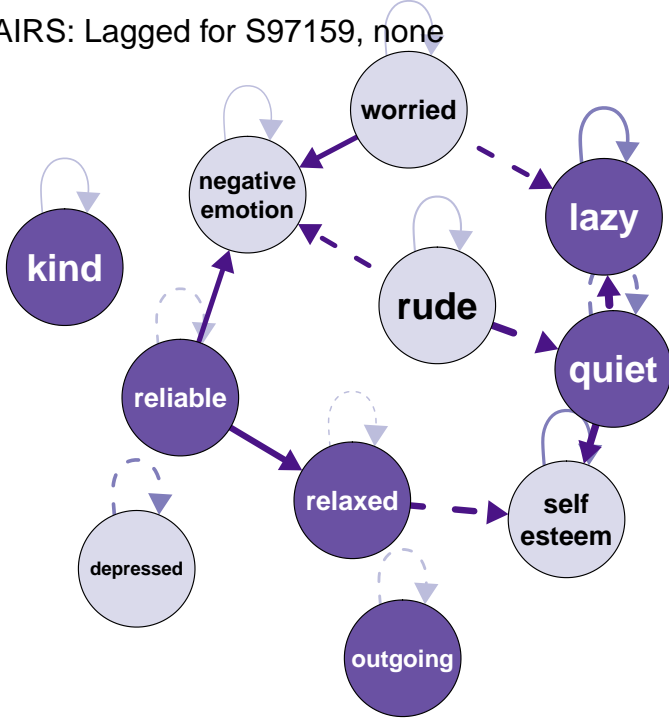 AIRS: Lagged for S97159, none
worried
negative
emotion
lazy
kind
rude
quiet
reliable
relaxed
self
esteem
depressed
outgoing